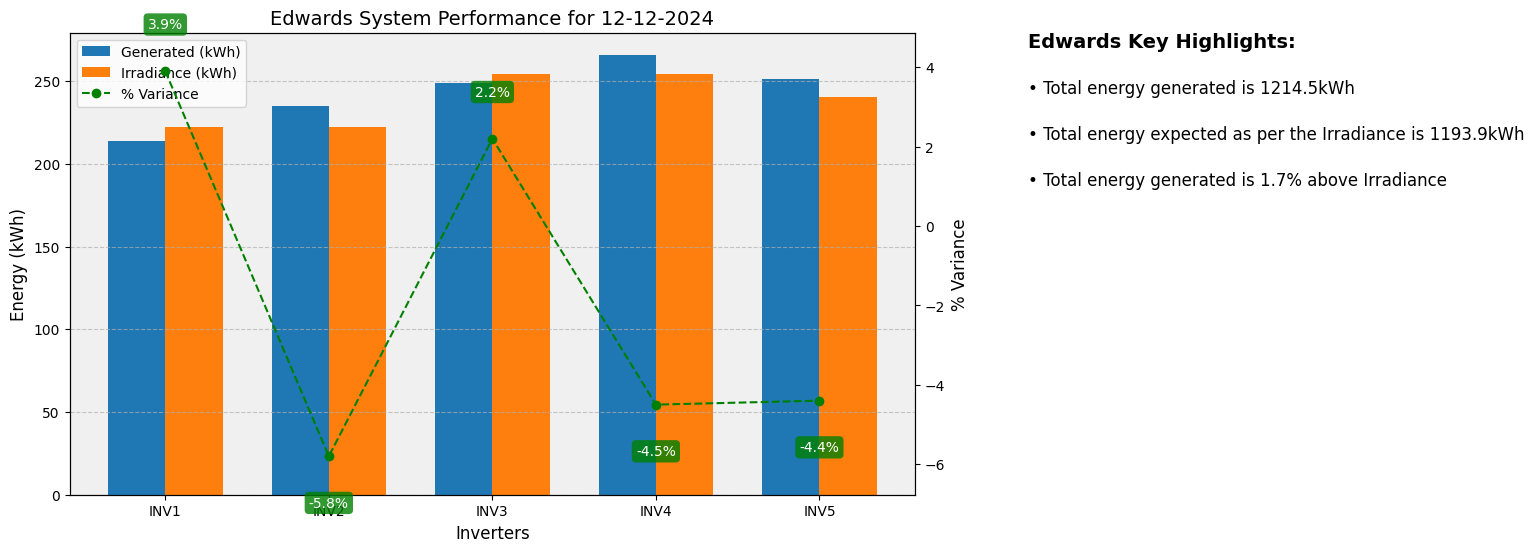 Edwards System Performance for 12-12-2024
3.9%
Generated (kWh)
Irradiance (kWh)
% Variance
2.2%
-5.8%
-4.5%
-4.4%
Energy (kWh)
250
200
150
100
50
0
4
2
0
−2
−4
−6
% Variance
INV1
INV2
INV3
INV4
INV5
Inverters
Edwards Key Highlights:
• Total energy generated is 1214.5kWh
• Total energy expected as per the Irradiance is 1193.9kWh
• Total energy generated is 1.7% above Irradiance